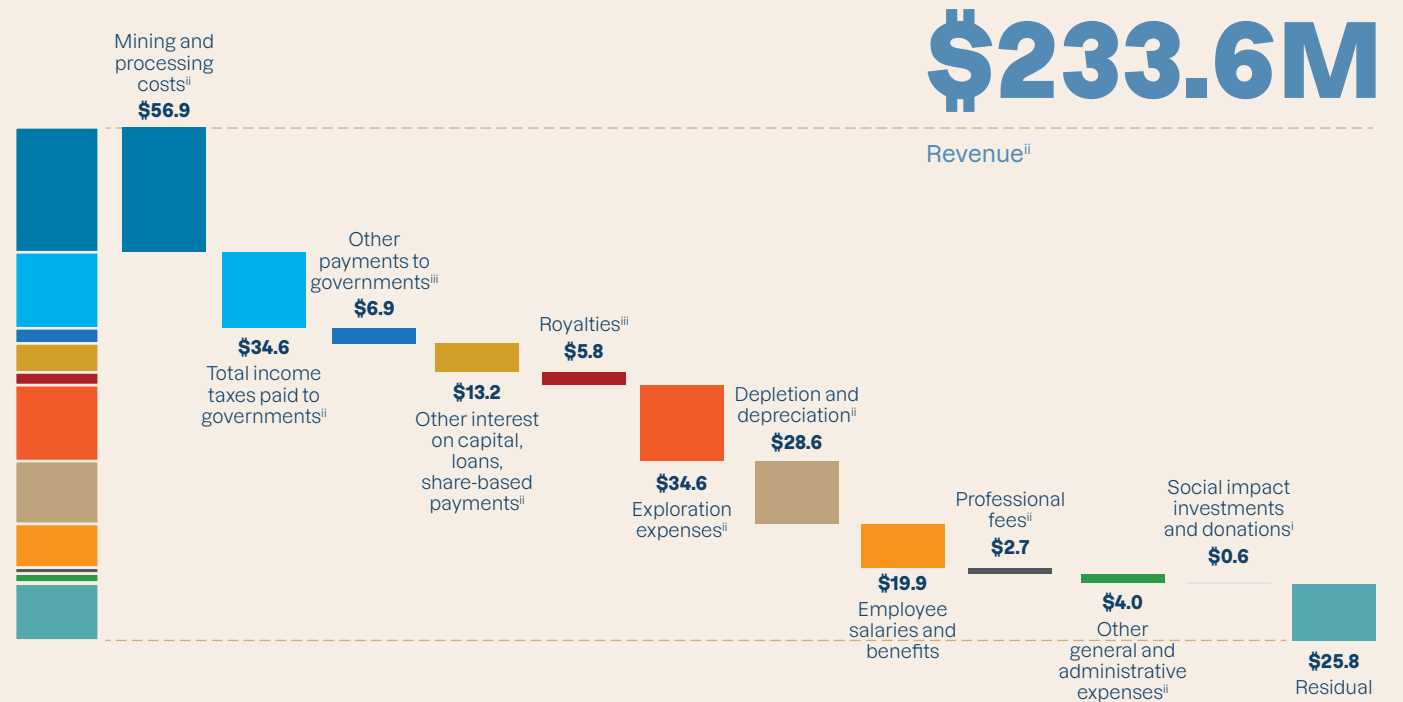 $233.6M
Revenueii
Mining and
processing
costsii
$56.9
$34.6
Total income
taxes paid to
governmentsii
Other
payments to
governmentsiii
$6.9
$13.2
Other interest
on capital,
loans,
share-based
paymentsii
Royaltiesiii
$5.8
$34.6
Exploration
expensesii
Depletion and
depreciationii
$28.6
$19.9
Employee
salaries and
benefits
Professional
feesii
$2.7
$4.0
Other
general and
administrative
expensesii
Social impact
investments
and donationsi
$0.6
$25.8
Residual